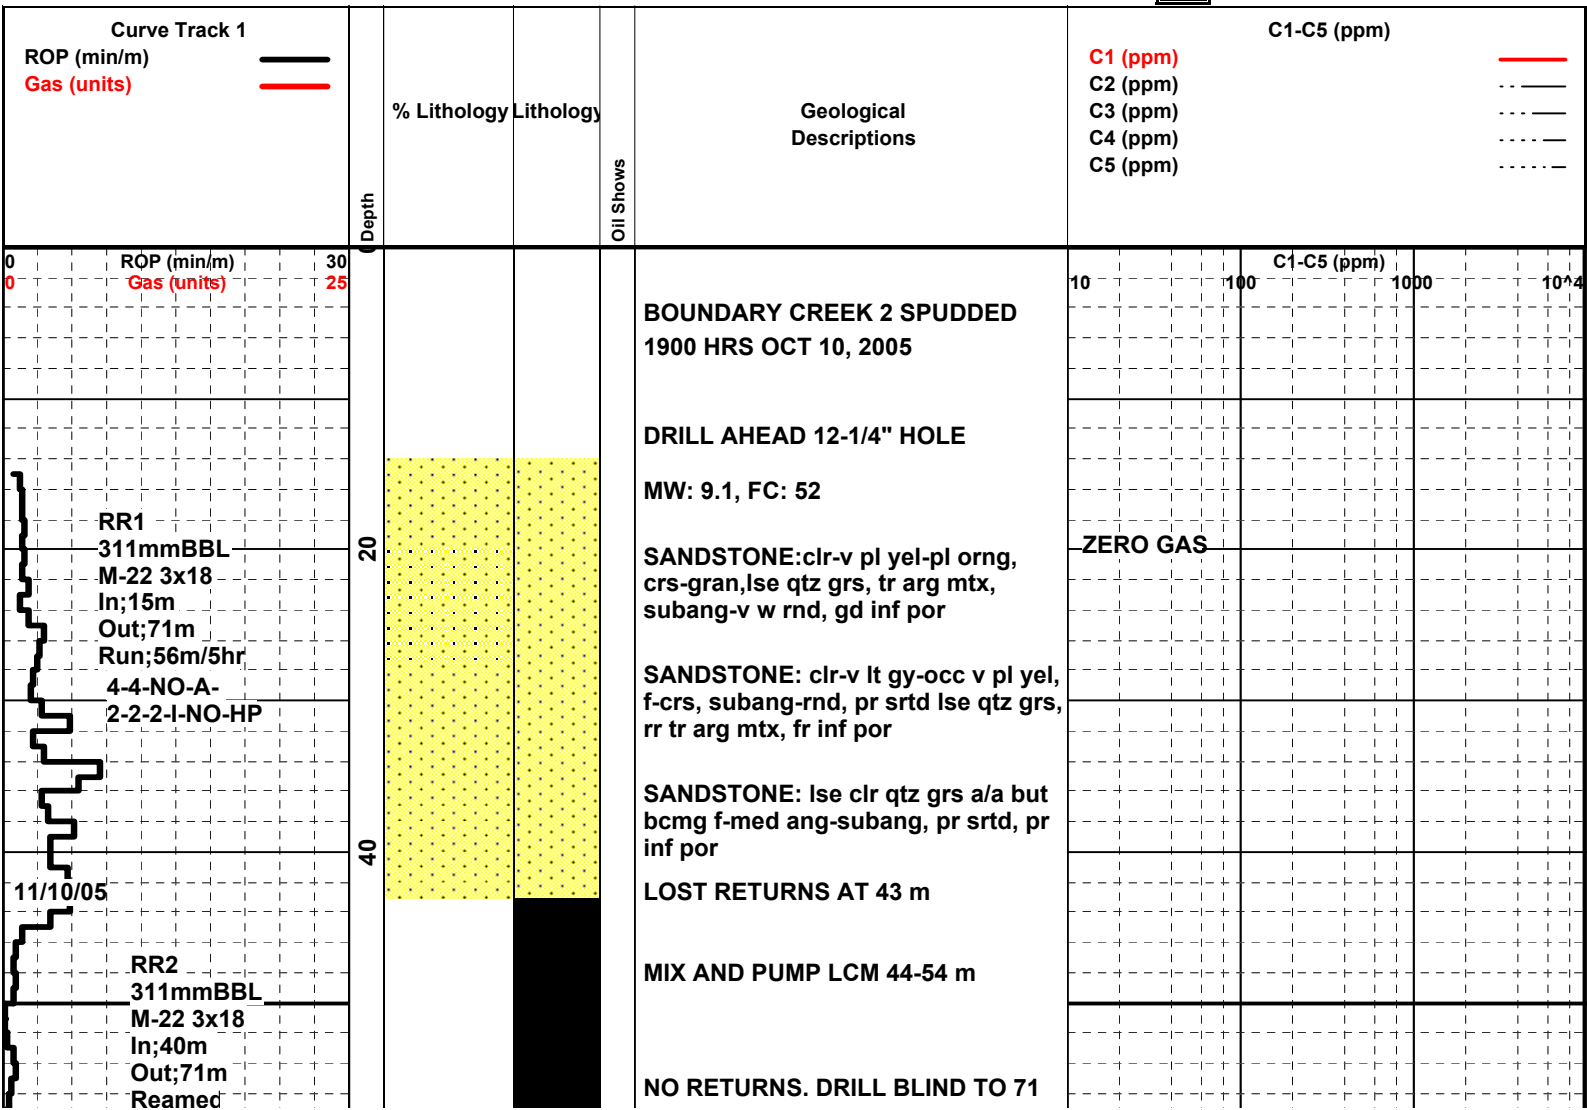 Curve Track 1
ROP (min/m)
Gas (units)
Depth
% Lithology
Lithology
Oil Shows
Geological
Descriptions
C1-C5 (ppm)
C1 (ppm)
C2 (ppm)
C3 (ppm)
C4 (ppm)
C5 (ppm)
0 ROP (min/m) 30
0 Gas (units) 25
C1-C5 (ppm)
10 100 1000 10^4
BOUNDARY CREEK 2 SPUDDED
1900 HRS OCT 10, 2005
DRILL AHEAD 12-1/4" HOLE
MW: 9.1, FC: 52
RR1
311mmBBL
M-22 3x18
In;15m
Out;71m
Run;56m/5hr
4-4-NO-A-
2-2-2-I-NO-HP
20
SANDSTONE:clr-v pl yel-pl orng,
crs-gran,lse qtz grs, tr arg mtx,
subang-v w rnd, gd inf por
ZERO GAS
SANDSTONE: clr-v lt gy-occ v pl yel,
f-crs, subang-rnd, pr srtd lse qtz grs,
rr tr arg mtx, fr inf por
SANDSTONE: lse clr qtz grs a/a but
bcmg f-med ang-subang, pr srtd, pr
inf por
40
11/10/05
LOST RETURNS AT 43 m
RR2
311mmBBL
M-22 3x18
In;40m
Out;71m
Reamed
MIX AND PUMP LCM 44-54 m
NO RETURNS. DRILL BLIND TO 71